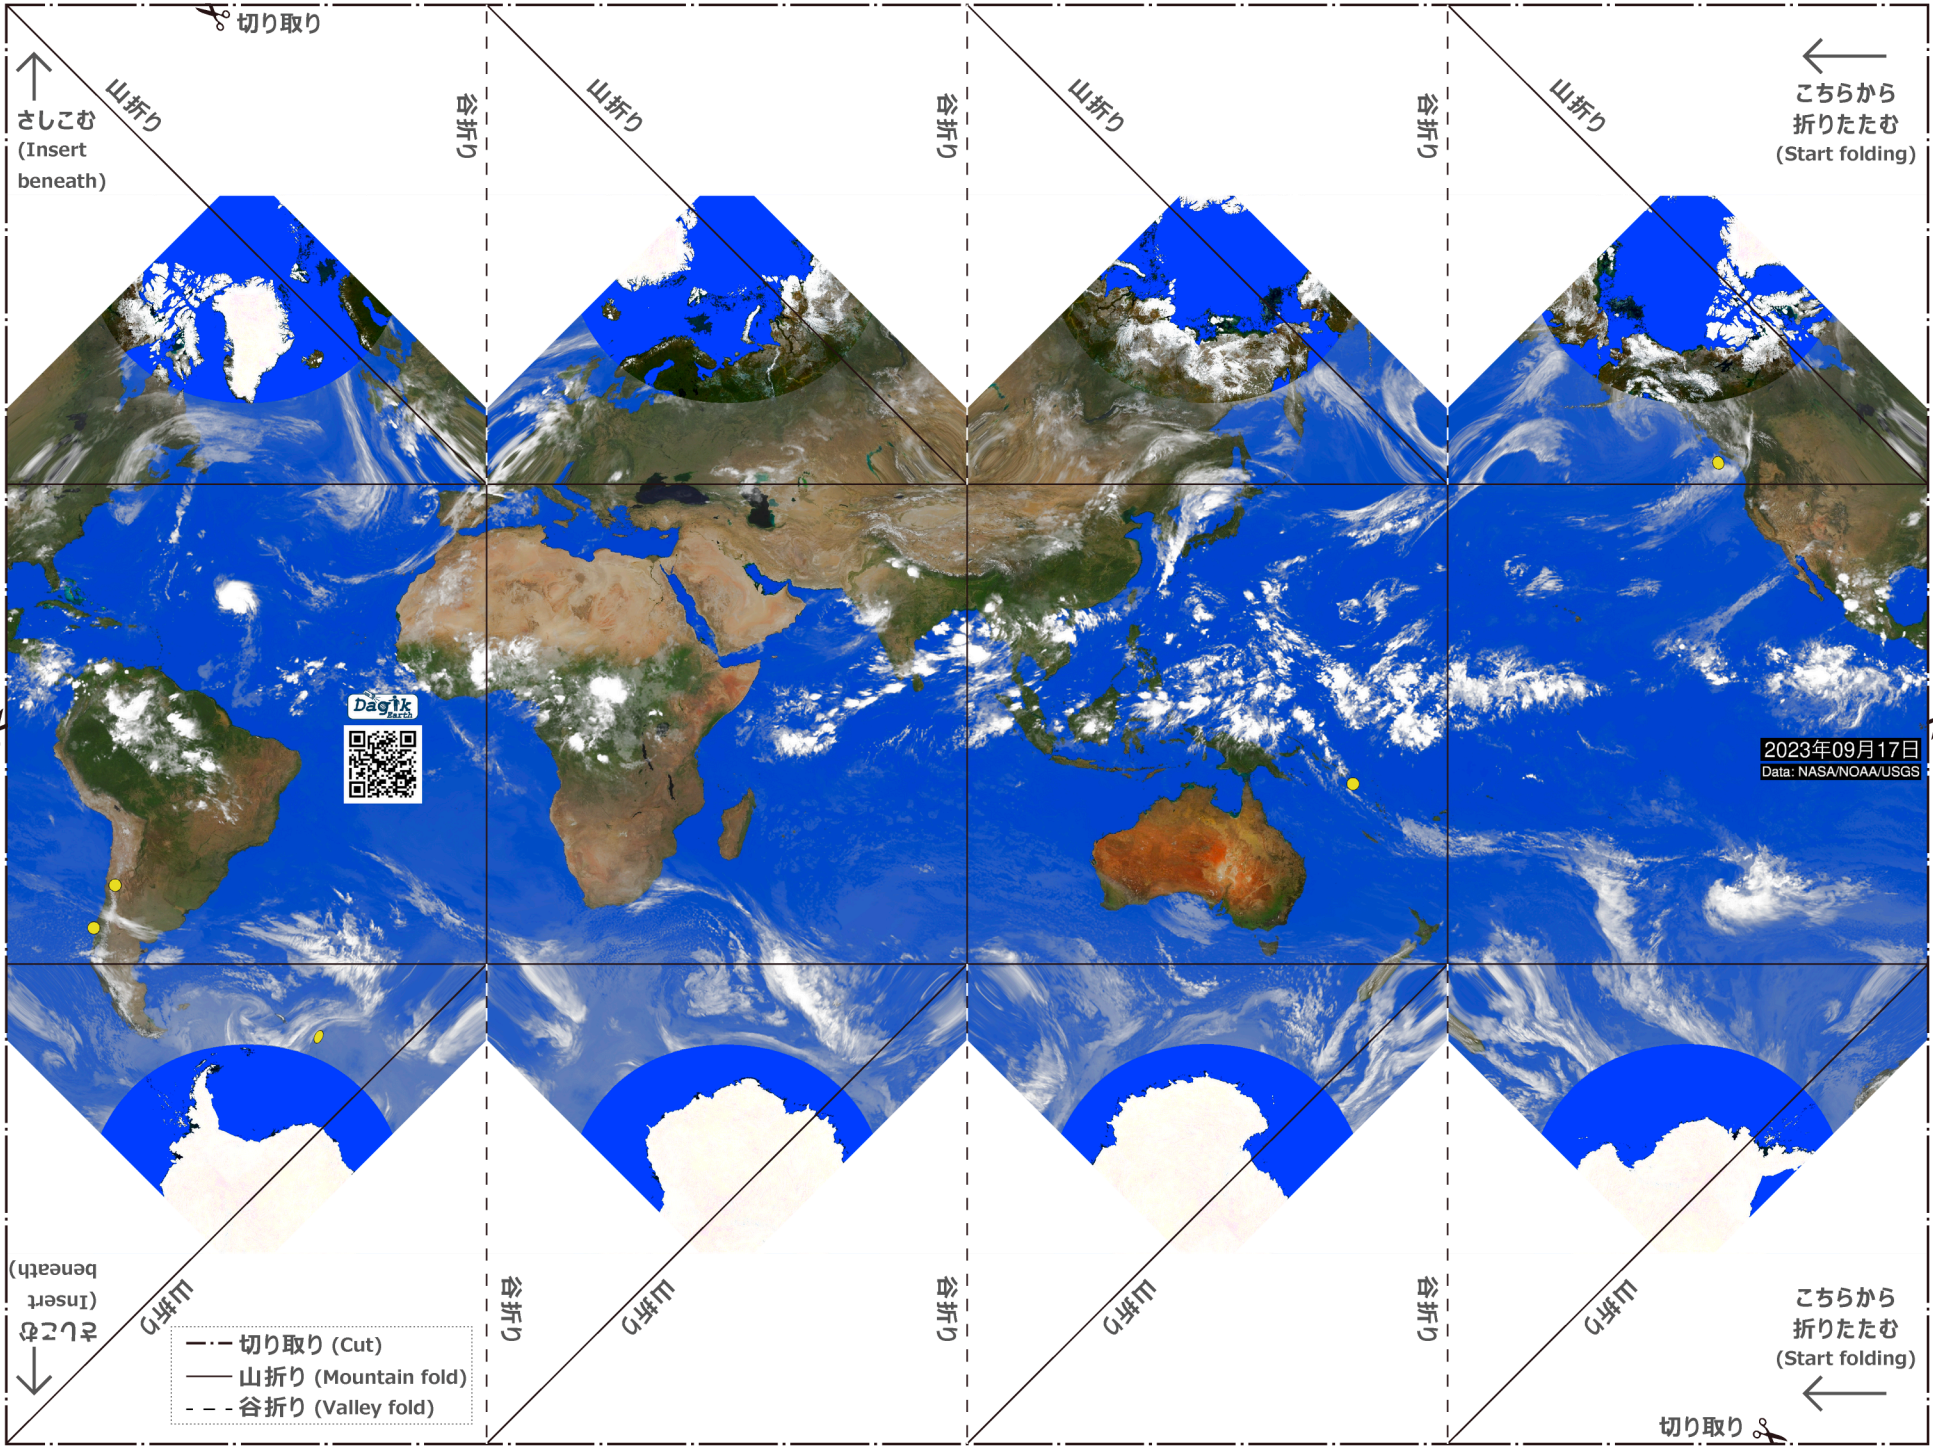 切り取り
山折り
谷折り
山折り
谷折り
山折り
谷折り
山折り
こちらから
折りたたむ
(Start folding)
さしこむ
(Insert
beneath)
Dagik
Earth
2023年09月17日
Data: NASA/NOAA/USGS
さしこむ
(Insert
beneath)
山折り
谷折り
山折り
谷折り
山折り
谷折り
山折り
こちらから
折りたたむ
(Start folding)
切り取り (Cut)
山折り (Mountain fold)
谷折り (Valley fold)
切り取り